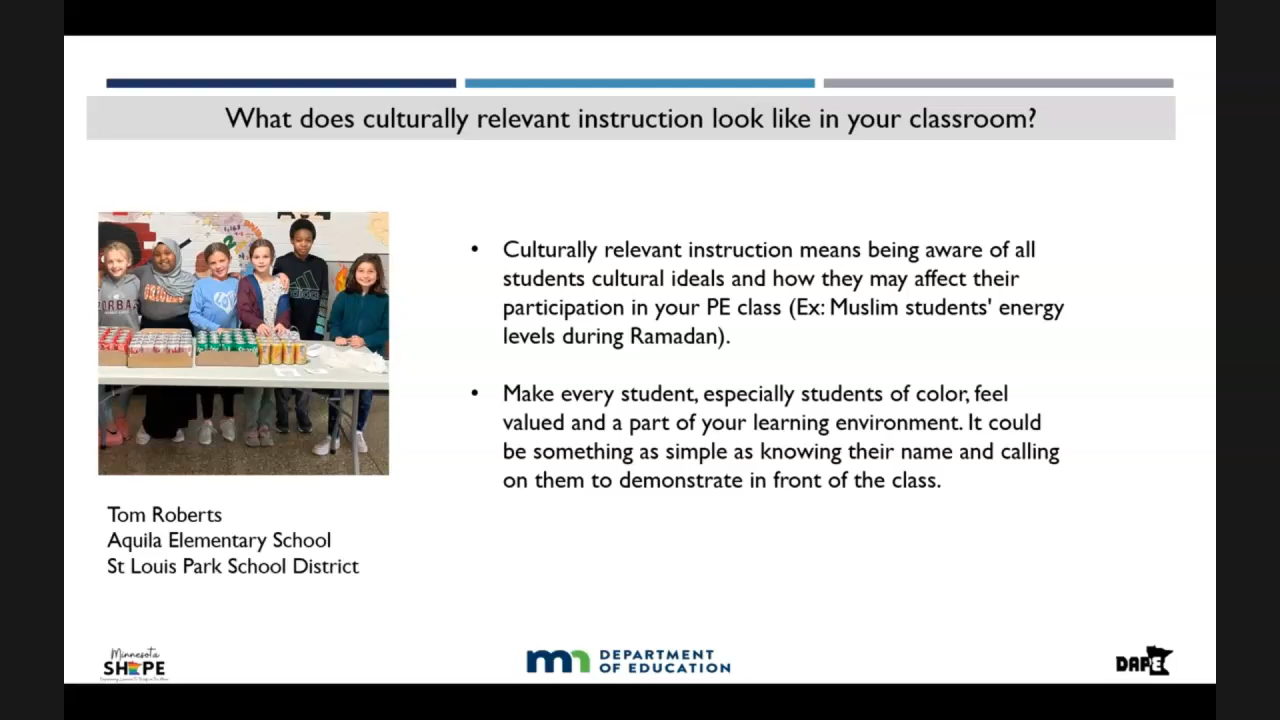 What does culturally relevant instruction look like in your classroom?
• Culturally relevant instruction means being aware of all
students cultural ideals and how they may affect their
participation in your PE class (Ex: Muslim students' energy
levels during Ramadan).
• Make every student, especially students of color, feel
valued and a part of your learning environment. It could
be something as simple as knowing their name and calling
on them to demonstrate in front of the class.
adidas
Tom Roberts
Aquila Elementary School
St Louis Park School District
Minnesota
SHAPE
mn DEPARTMENT
OF EDUCATION
DAPE